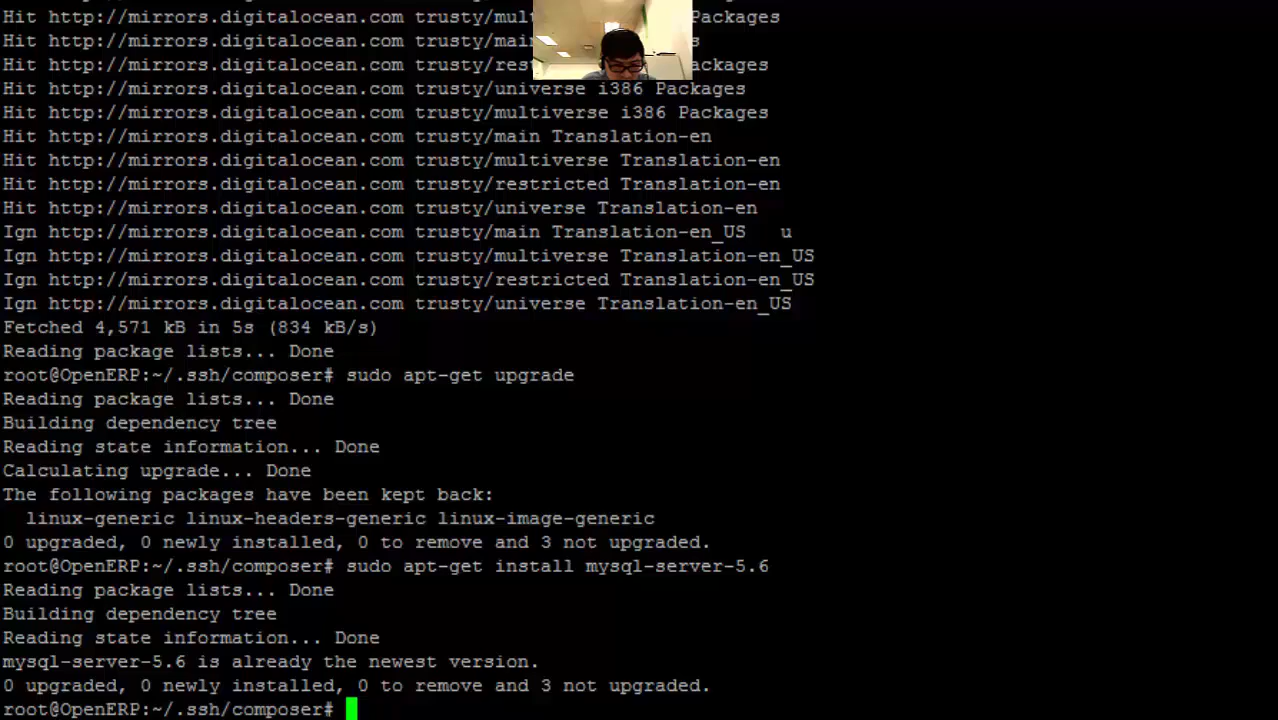 Hit http://mirrors.digitalocean.com trusty/mul Packages
Hit http://mirrors.digitalocean.com trusty/main s
Hit http://mirrors.digitalocean.com trusty/res ackages
Hit http://mirrors.digitalocean.com trusty/universe i386 Packages
Hit http://mirrors.digitalocean.com trusty/multiverse i386 Packages
Hit http://mirrors.digitalocean.com trusty/main Translation-en
Hit http://mirrors.digitalocean.com trusty/multiverse Translation-en
Hit http://mirrors.digitalocean.com trusty/restricted Translation-en
Hit http://mirrors.digitalocean.com trusty/universe Translation-en
Ign http://mirrors.digitalocean.com trusty/main Translation-en_US u
Ign http://mirrors.digitalocean.com trusty/multiverse Translation-en_US
Ign http://mirrors.digitalocean.com trusty/restricted Translation-en_US
Ign http://mirrors.digitalocean.com trusty/universe Translation-en_US
Fetched 4,571 kB in 5s (834 kB/s)
Reading package lists... Done
root@OpenERP:~/.ssh/composer# sudo apt-get upgrade
Reading package lists... Done
Building dependency tree
Reading state information... Done
Calculating upgrade... Done
The following packages have been kept back:
linux-generic linux-headers-generic linux-image-generic
0 upgraded, 0 newly installed, 0 to remove and 3 not upgraded.
root@OpenERP:~/.ssh/composer# sudo apt-get install mysql-server-5.6
Reading package lists... Done
Building dependency tree
Reading state information... Done
mysql-server-5.6 is already the newest version.
0 upgraded, 0 newly installed, 0 to remove and 3 not upgraded.
root@OpenERP:~/.ssh/composer#